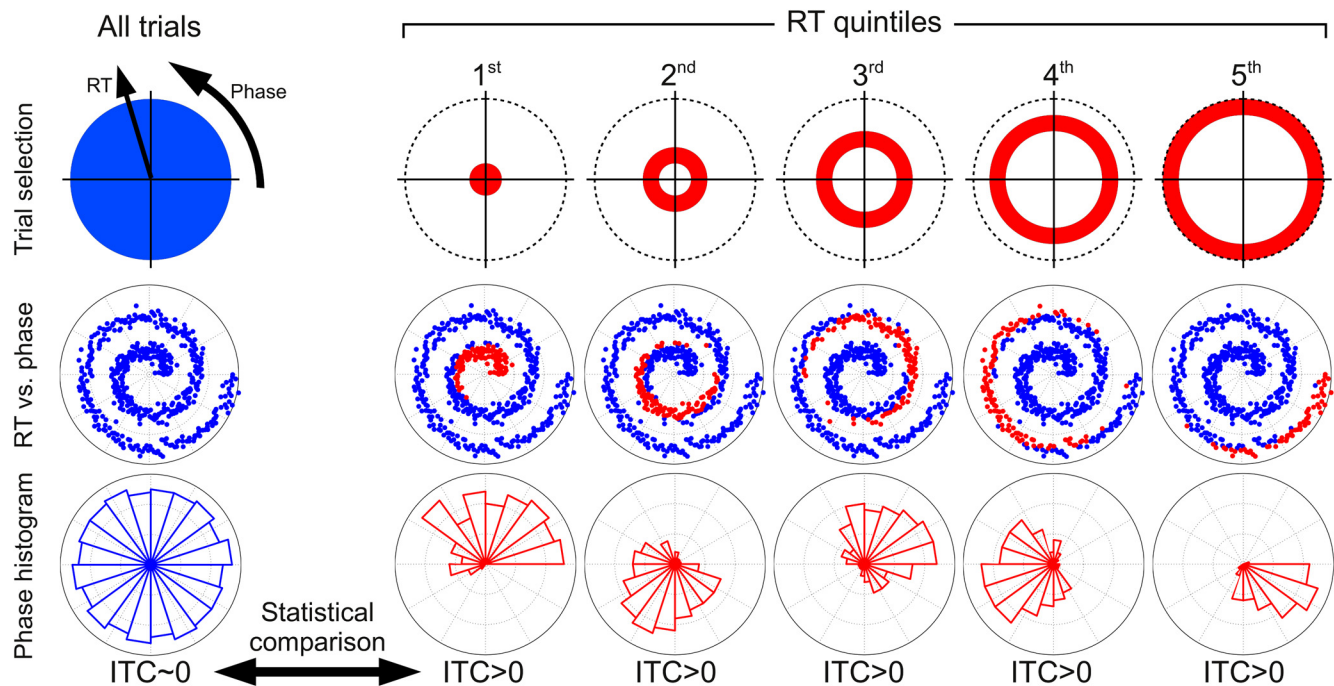 All trials
RT quintiles
RT
Phase
1st
2nd
3rd
4th
5th
Trial selection
RT vs. phase
Phase histogram
Statistical
comparison
ITC~0
ITC>0
ITC>0
ITC>0
ITC>0
ITC>0